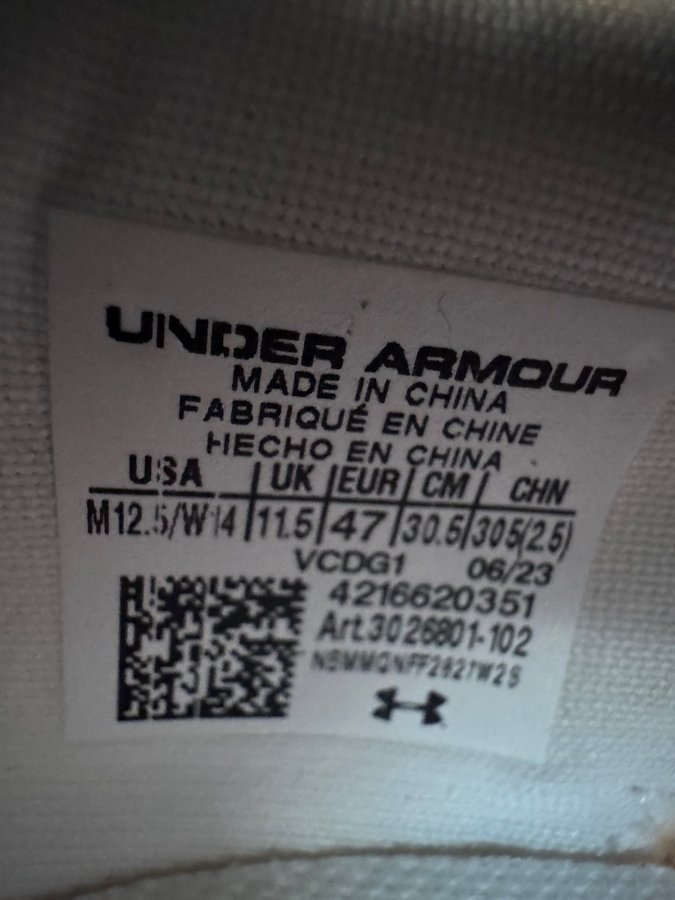 UNDER ARMOUR
MADE IN CHINA
FABRIQUÉ EN CHINE
HECHO EN CHINA
USA | UK | EUR | CM | CHN
M12.5/W14 | 11.5 | 47 | 30.5 | 305(2.5)
VCDG1 06/23
4216620351
Art.3026801-102